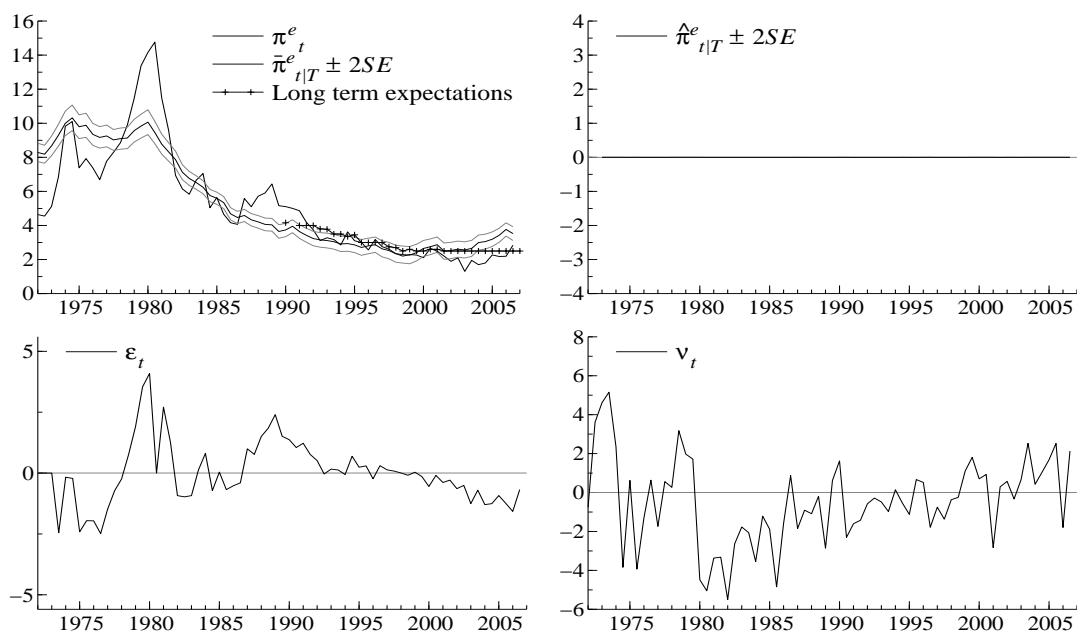 16
14
12
10
8
6
4
2
0
π^e_t
π̄^e_{t|T} ± 2SE
Long term expectations
1975 1980 1985 1990 1995 2000 2005
4
3
2
1
0
−1
−2
−3
−4
π̂^e_{t|T} ± 2SE
1975 1980 1985 1990 1995 2000 2005
5
0
−5
ε_t
1975 1980 1985 1990 1995 2000 2005
8
6
4
2
0
−2
−4
−6
ν_t
1975 1980 1985 1990 1995 2000 2005